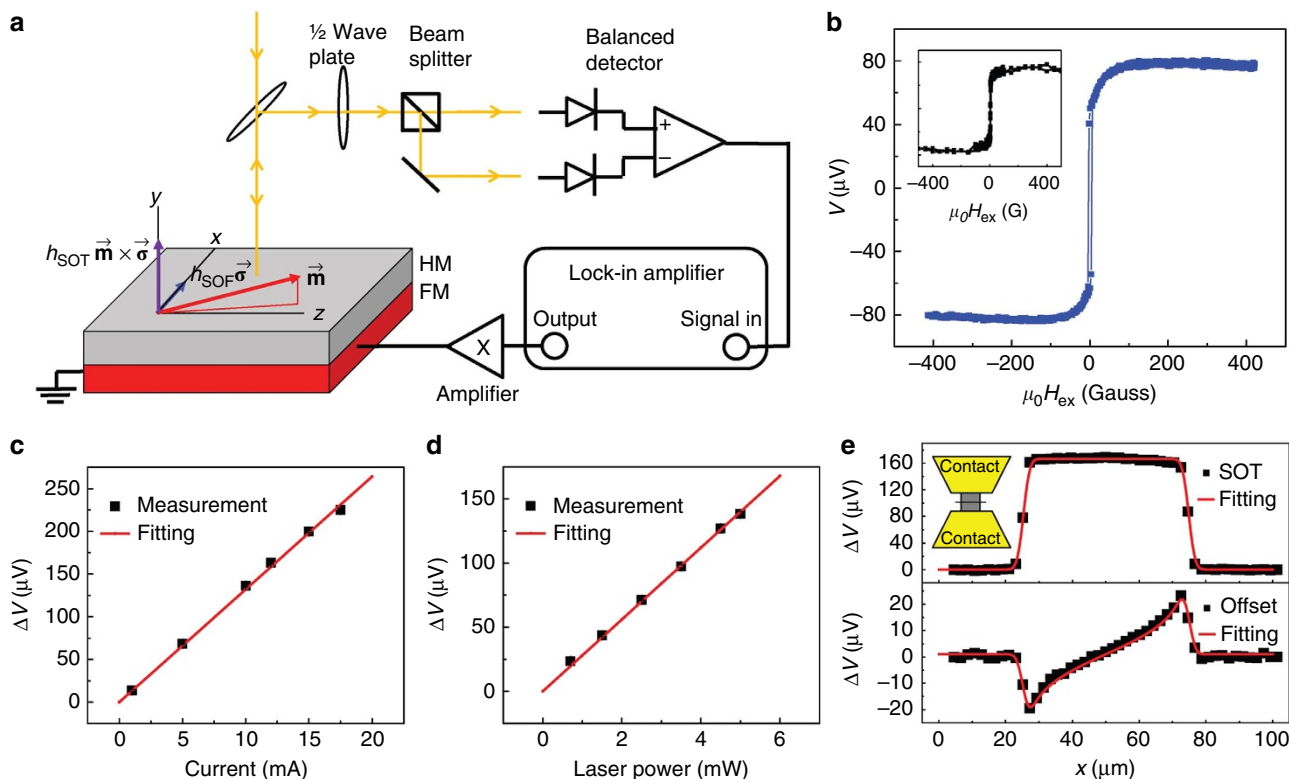 a
½ Wave
plate
Beam
splitter
Balanced
detector
+
−
y
x
h_SOT m⃗ × σ⃗
h_SOF σ⃗
m⃗
z
HM
FM
Lock-in amplifier
Output
Signal in
X
Amplifier
b
80
40
0
−40
−80
V (μV)
−400
0
400
μ₀H_ex (G)
−400
−200
0
200
400
μ₀H_ex (Gauss)
c
250
200
150
100
50
0
ΔV (μV)
Measurement
Fitting
0
5
10
15
20
Current (mA)
d
150
100
50
0
ΔV (μV)
Measurement
Fitting
0
2
4
6
Laser power (mW)
e
160
120
80
40
0
ΔV (μV)
Contact
Contact
SOT
Fitting
20
10
0
−10
−20
ΔV (μV)
Offset
Fitting
0
20
40
60
80
100
x (μm)